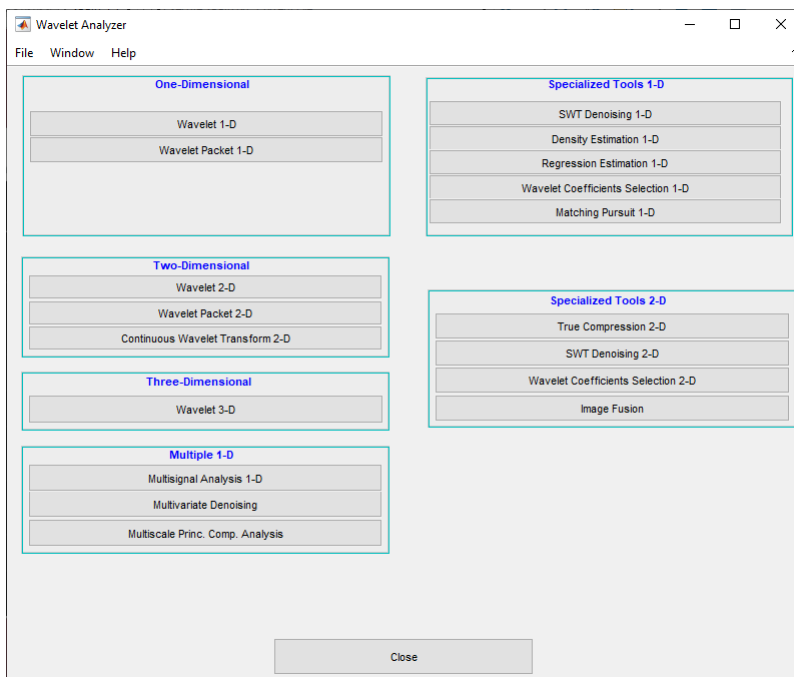 Wavelet Analyzer
File Window Help
One-Dimensional
Wavelet 1-D
Wavelet Packet 1-D
Two-Dimensional
Wavelet 2-D
Wavelet Packet 2-D
Continuous Wavelet Transform 2-D
Three-Dimensional
Wavelet 3-D
Multiple 1-D
Multisignal Analysis 1-D
Multivariate Denoising
Multiscale Princ. Comp. Analysis
Specialized Tools 1-D
SWT Denoising 1-D
Density Estimation 1-D
Regression Estimation 1-D
Wavelet Coefficients Selection 1-D
Matching Pursuit 1-D
Specialized Tools 2-D
True Compression 2-D
SWT Denoising 2-D
Wavelet Coefficients Selection 2-D
Image Fusion
Close